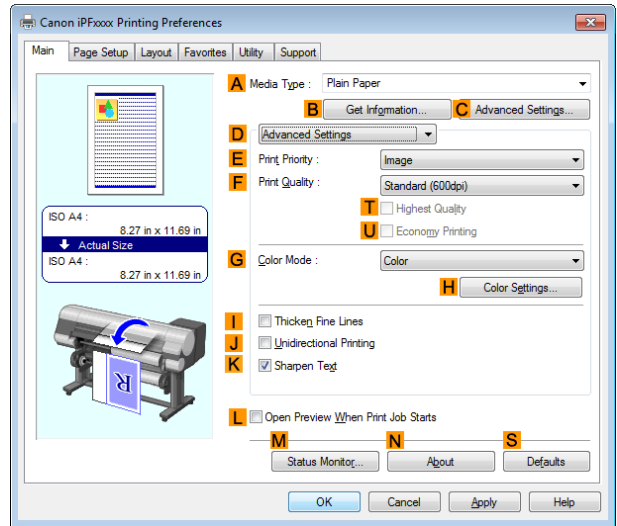 Canon iPFxxxx Printing Preferences
Main Page Setup Layout Favorites Utility Support
A Media Type : Plain Paper
B Get Information... C Advanced Settings...
D Advanced Settings
E Print Priority : Image
F Print Quality : Standard (600dpi)
T Highest Quality
U Economy Printing
ISO A4 :
8.27 in x 11.69 in
Actual Size
ISO A4 :
8.27 in x 11.69 in
G Color Mode : Color
H Color Settings...
I Thicken Fine Lines
J Unidirectional Printing
K Sharpen Text
R
L Open Preview When Print Job Starts
M N S
Status Monitor... About Defaults
OK Cancel Apply Help